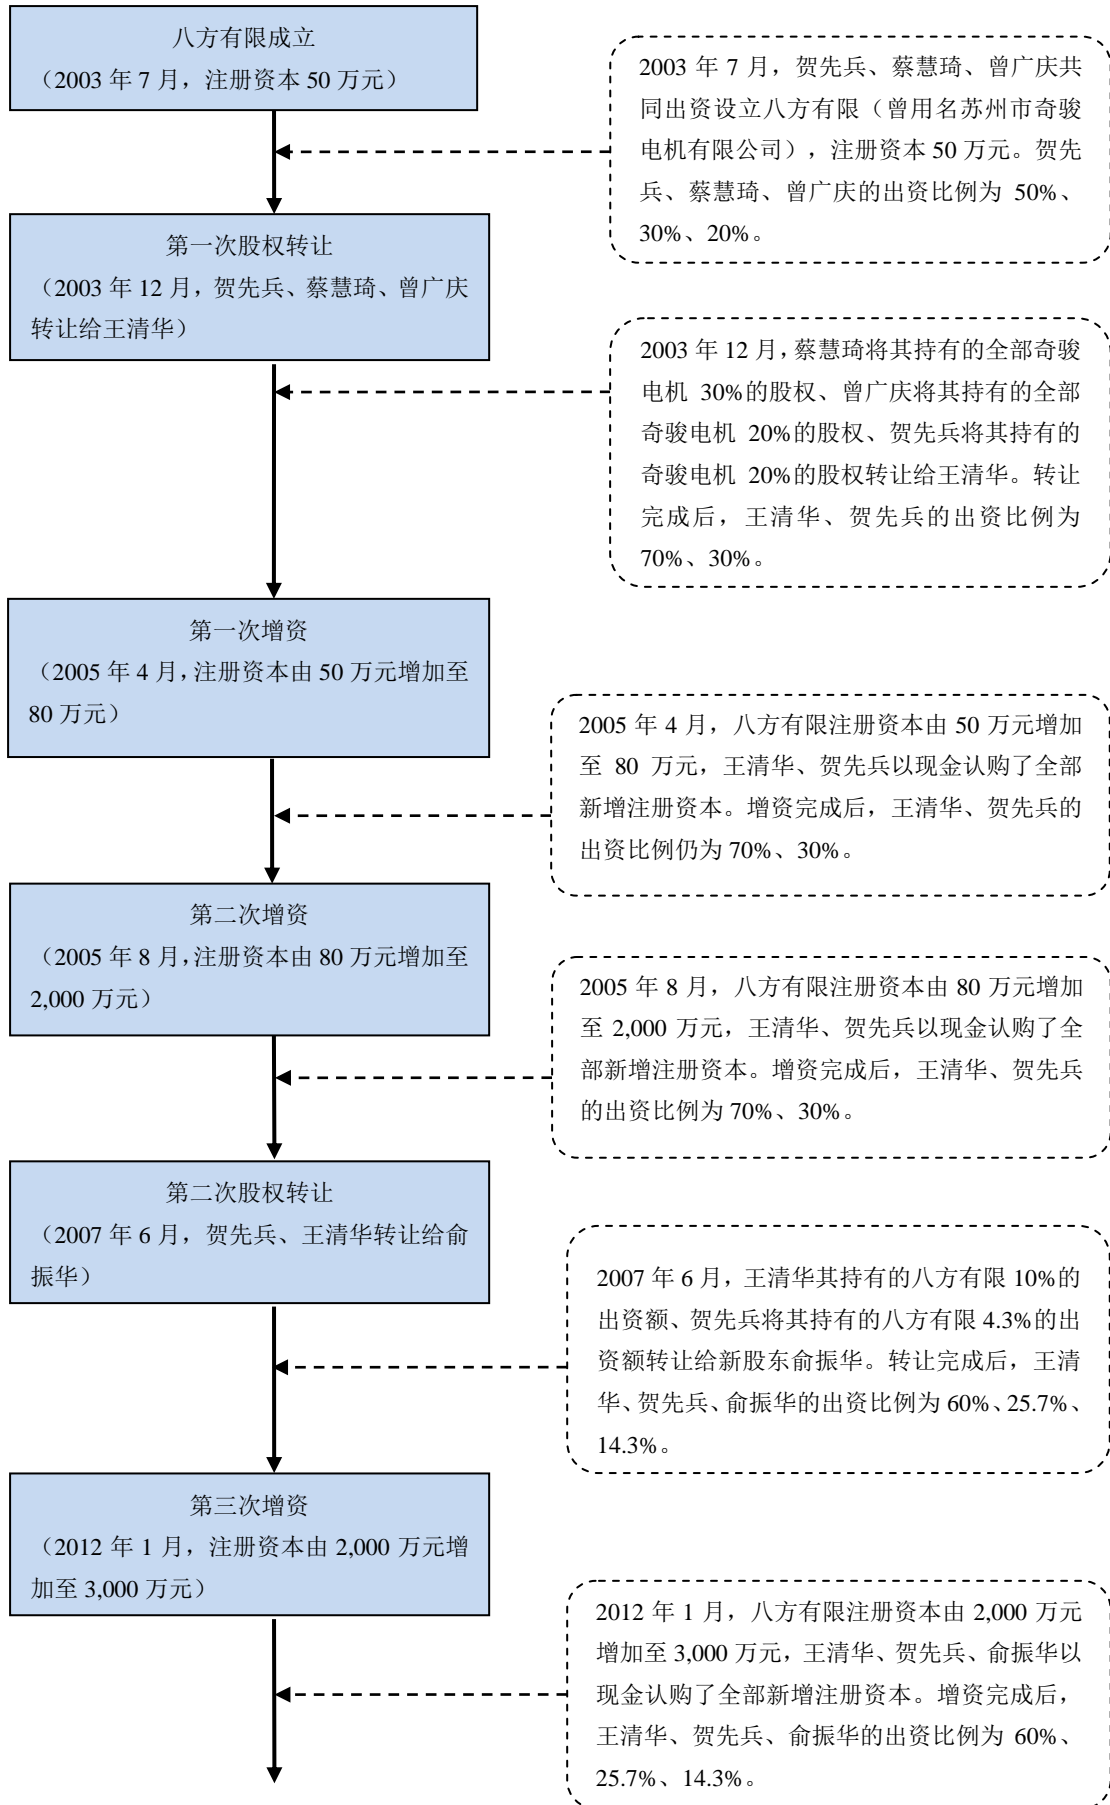 八方有限成立
（2003 年 7 月，注册资本 50 万元）
2003 年 7 月，贺先兵、蔡慧琦、曾广庆共
同出资设立八方有限（曾用名苏州市奇骏
电机有限公司），注册资本 50 万元。贺先
兵、蔡慧琦、曾广庆的出资比例为 50%、
30%、20%。
第一次股权转让
（2003 年 12 月，贺先兵、蔡慧琦、曾广庆
转让给王清华）
2003 年 12 月，蔡慧琦将其持有的全部奇骏
电机 30%的股权、曾广庆将其持有的全部
奇骏电机 20%的股权、贺先兵将其持有的
奇骏电机 20%的股权转让给王清华。转让
完成后，王清华、贺先兵的出资比例为
70%、30%。
第一次增资
（2005 年 4 月，注册资本由 50 万元增加至
80 万元）
2005 年 4 月，八方有限注册资本由 50 万元增加
至 80 万元，王清华、贺先兵以现金认购了全部
新增注册资本。增资完成后，王清华、贺先兵的
出资比例仍为 70%、30%。
第二次增资
（2005 年 8 月，注册资本由 80 万元增加至
2,000 万元）
2005 年 8 月，八方有限注册资本由 80 万元增加
至 2,000 万元，王清华、贺先兵以现金认购了全
部新增注册资本。增资完成后，王清华、贺先兵
的出资比例为 70%、30%。
第二次股权转让
（2007 年 6 月，贺先兵、王清华转让给俞
振华）
2007 年 6 月，王清华其持有的八方有限 10%的
出资额、贺先兵将其持有的八方有限 4.3%的出
资额转让给新股东俞振华。转让完成后，王清
华、贺先兵、俞振华的出资比例为 60%、25.7%、
14.3%。
第三次增资
（2012 年 1 月，注册资本由 2,000 万元增
加至 3,000 万元）
2012 年 1 月，八方有限注册资本由 2,000 万元
增加至 3,000 万元，王清华、贺先兵、俞振华以
现金认购了全部新增注册资本。增资完成后，
王清华、贺先兵、俞振华的出资比例为 60%、
25.7%、14.3%。